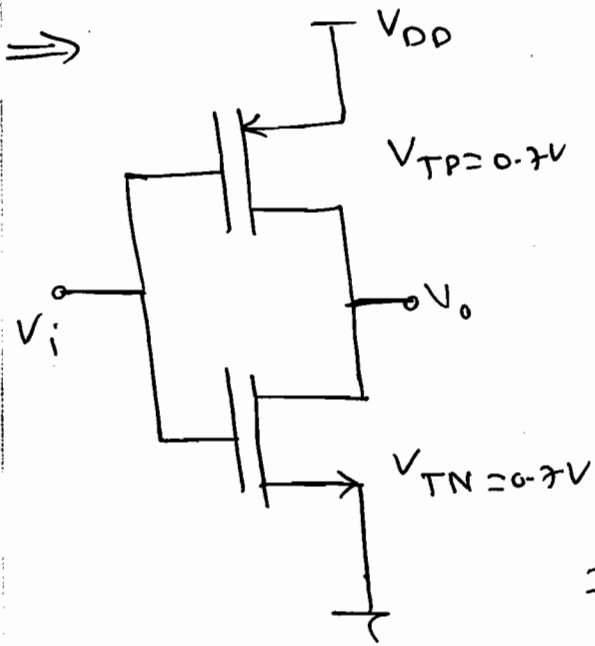 ⇒
V_DD
V_TP = 0.7V
V_i
V_o
V_TN = 0.7V
=